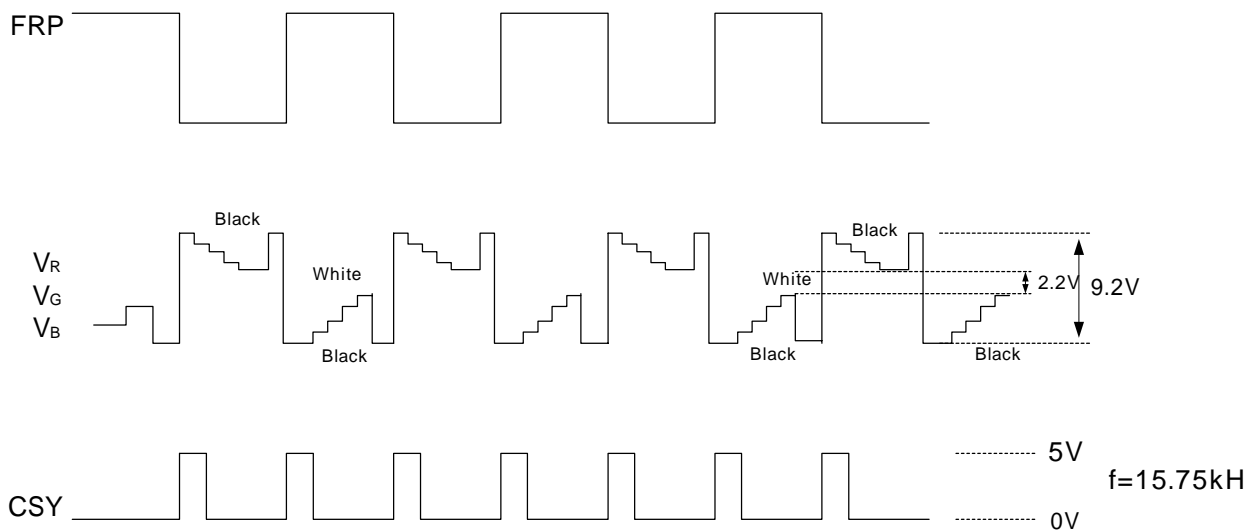 FRP
Black
Black
VR
White
White
2.2V
9.2V
VG
VB
Black
Black
Black
5V
f=15.75kH
CSY
0V